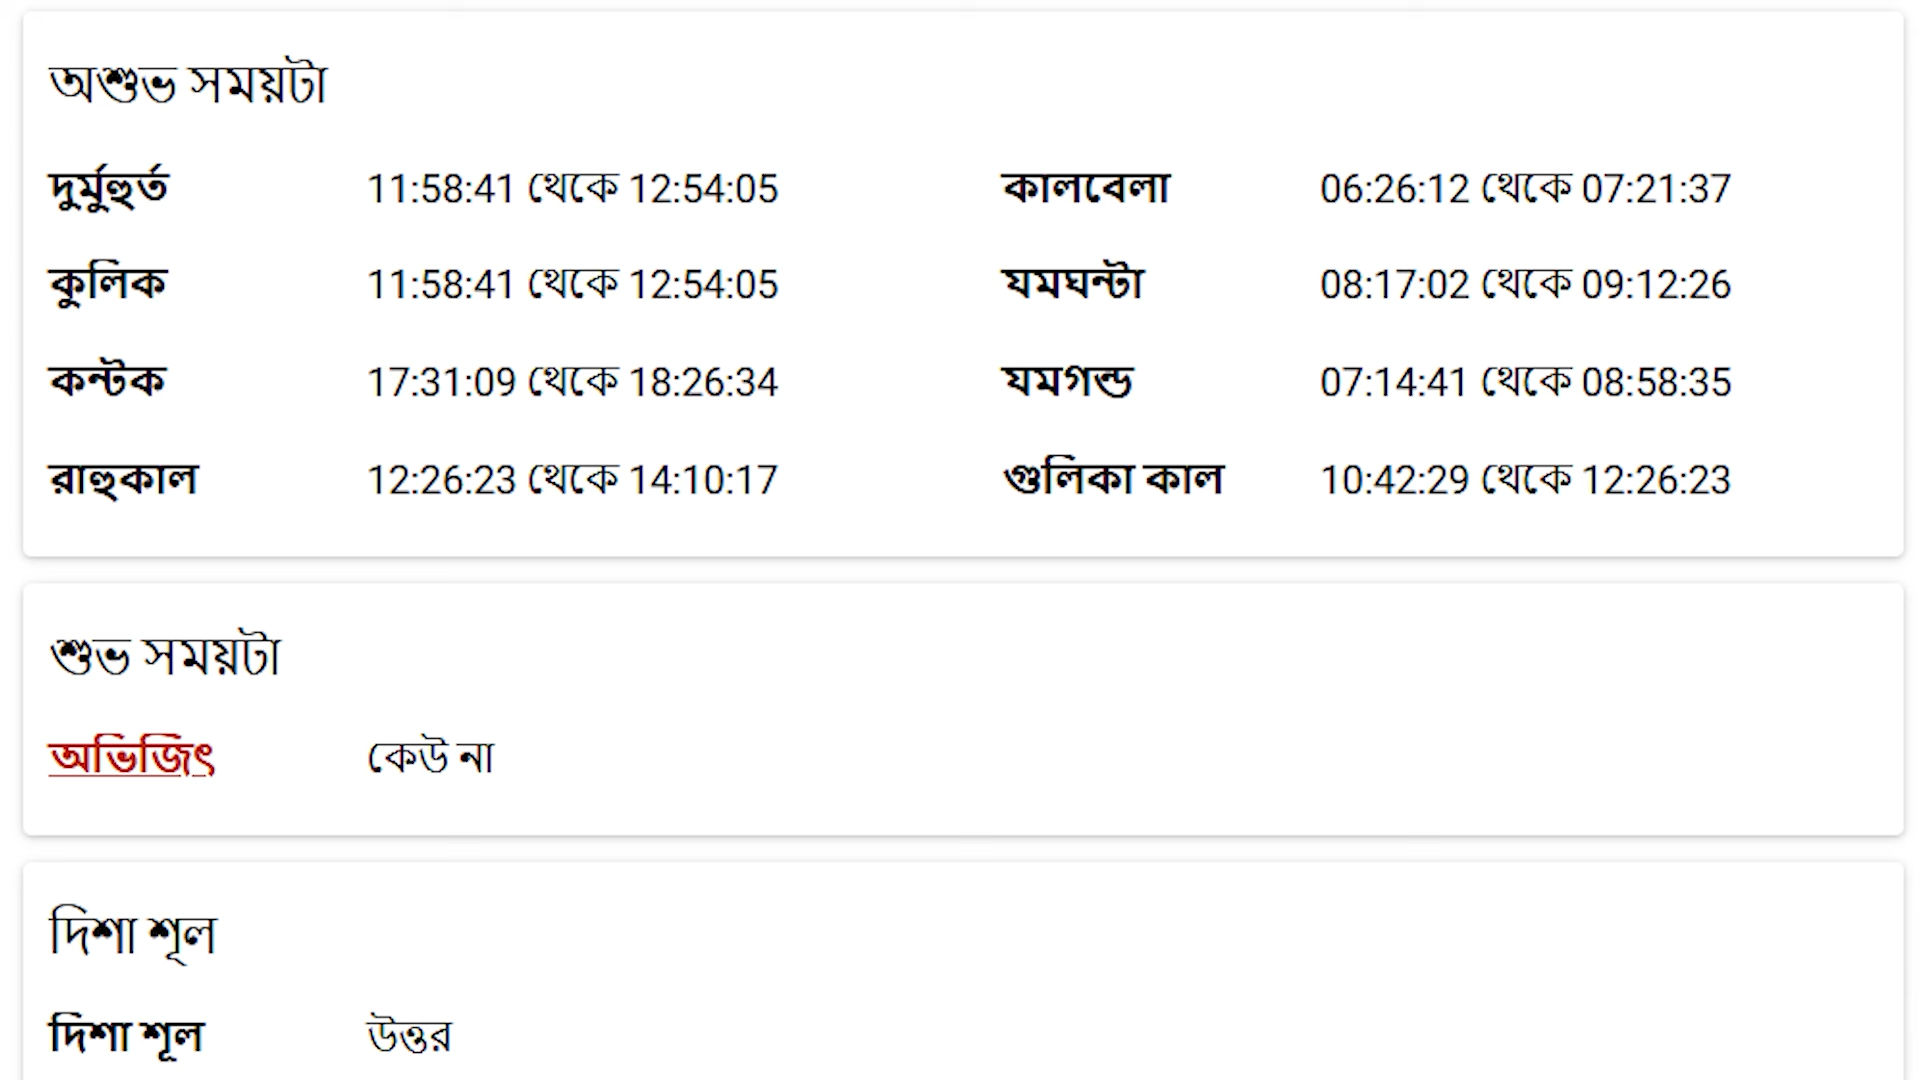 অশুভ সময়টা
দুর্মুহুর্ত 11:58:41 থেকে 12:54:05 কালবেলা 06:26:12 থেকে 07:21:37
কুলিক 11:58:41 থেকে 12:54:05 যমঘন্টা 08:17:02 থেকে 09:12:26
কন্টক 17:31:09 থেকে 18:26:34 যমগন্ড 07:14:41 থেকে 08:58:35
রাহুকাল 12:26:23 থেকে 14:10:17 গুলিকা কাল 10:42:29 থেকে 12:26:23
শুভ সময়টা
অভিজিৎ কেউ না
দিশা শূল
দিশা শূল উত্তর